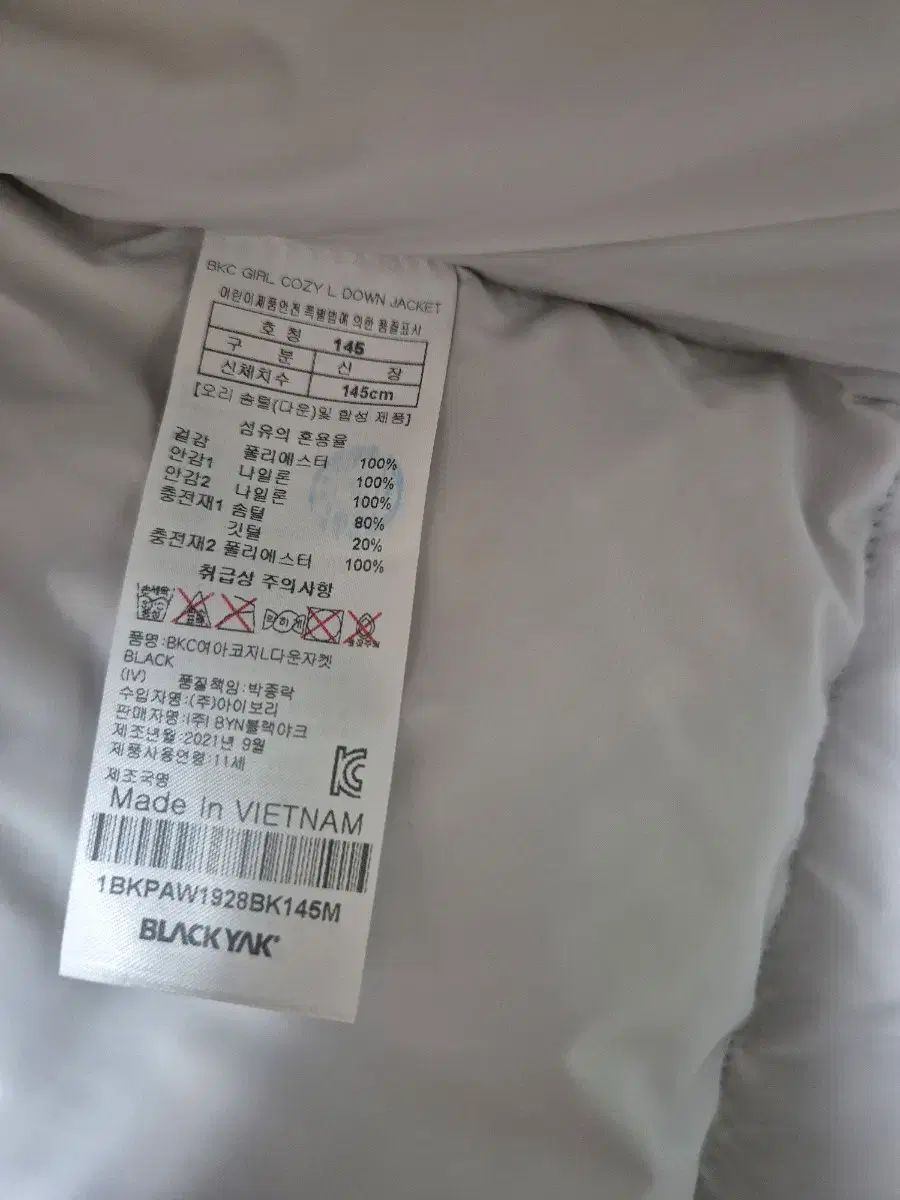 BKC GIRL COZY L DOWN JACKET
어린이제품안전 특별법에 의한 품질표시
호 칭 145
구 분 신 장
신체치수 145cm
[오리 솜털(다운)및 합성 제품]
섬유의 혼용율
겉감 폴리에스터 100%
안감1 나일론 100%
안감2 나일론 100%
충전재1 솜털 80%
깃털 20%
충전재2 폴리에스터 100%
취급상 주의사항
손세탁
중성
약하게
품명:BKC여아코지L다운자켓
BLACK
(IV) 품질책임:박종락
수입자명:(주)아이보리
판매자명:(주) BYN블랙야크
제조년월:2021년 9월
제품사용연령:11세
제조국명
Made in VIETNAM
1BKPAW1928BK145M
BLACKYAK